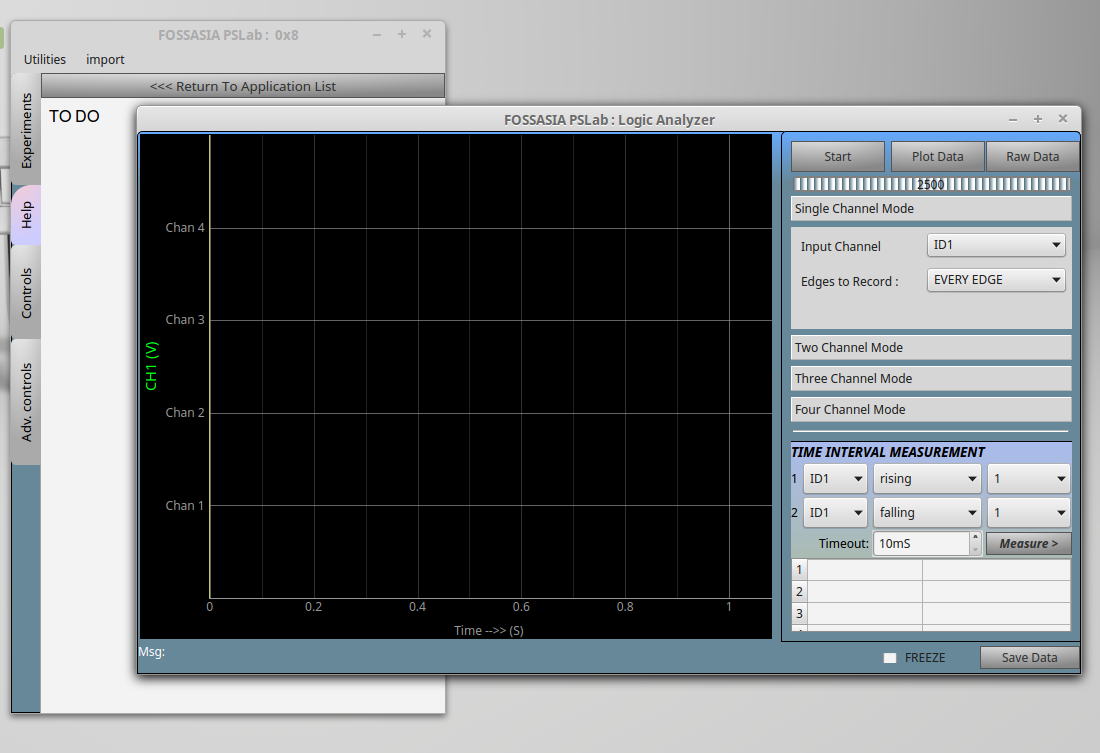 FOSSASIA PSLab : 0x8
Utilities import
<<< Return To Application List
Experiments
Help
Controls
Adv. controls
TO DO
FOSSASIA PSLab : Logic Analyzer
Chan 4
Chan 3
Chan 2
Chan 1
CH1 (V)
0 0.2 0.4 0.6 0.8 1
Time -->> (S)
Start Plot Data Raw Data
2500
Single Channel Mode
Input Channel ID1
Edges to Record : EVERY EDGE
Two Channel Mode
Three Channel Mode
Four Channel Mode
TIME INTERVAL MEASUREMENT
1 ID1 rising 1
2 ID1 falling 1
Timeout: 10mS Measure >
1
2
3
Msg:
FREEZE Save Data